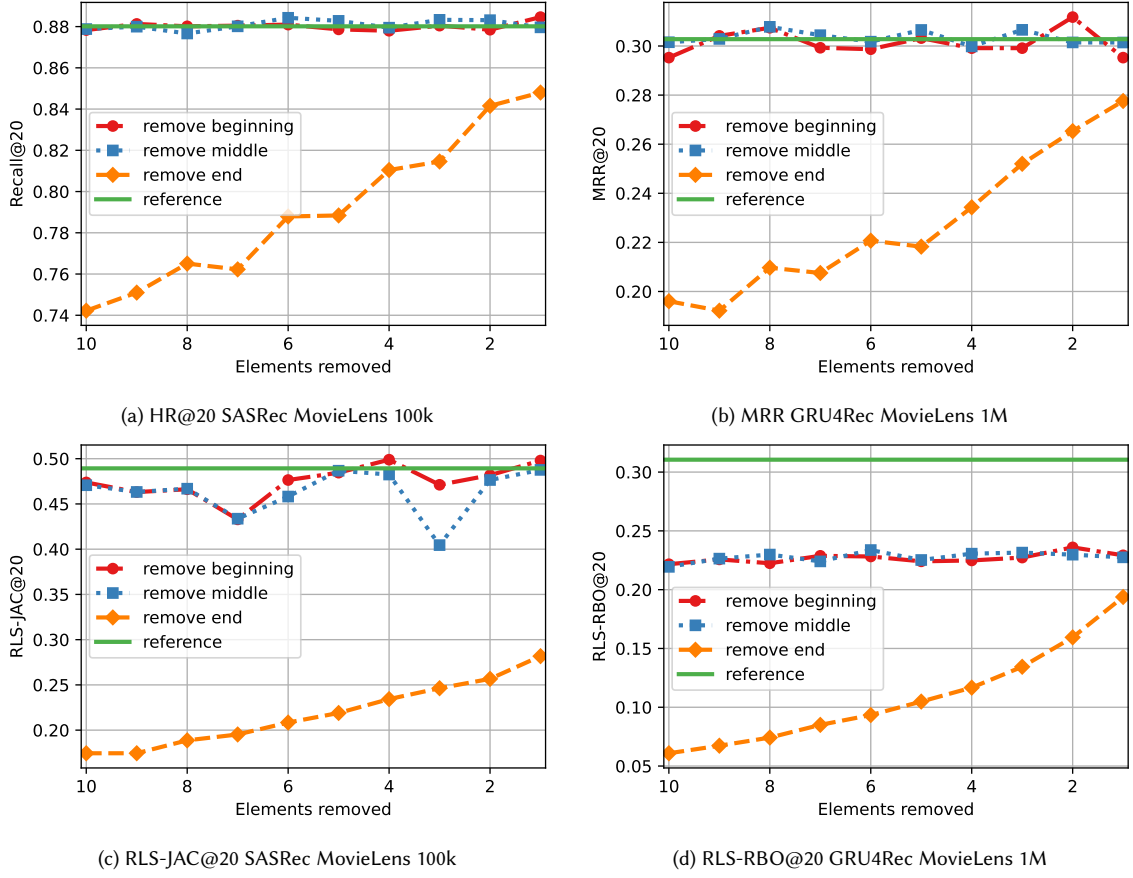 0.88
0.86
0.84
0.82
0.80
0.78
0.76
0.74
Recall@20
remove beginning
remove middle
remove end
reference
10 8 6 4 2
Elements removed
(a) HR@20 SASRec MovieLens 100k
0.30
0.28
0.26
0.24
0.22
0.20
MRR@20
remove beginning
remove middle
remove end
reference
10 8 6 4 2
Elements removed
(b) MRR GRU4Rec MovieLens 1M
0.50
0.45
0.40
0.35
0.30
0.25
0.20
RLS-JAC@20
remove beginning
remove middle
remove end
reference
10 8 6 4 2
Elements removed
(c) RLS-JAC@20 SASRec MovieLens 100k
0.30
0.25
0.20
0.15
0.10
0.05
RLS-RBO@20
remove beginning
remove middle
remove end
reference
10 8 6 4 2
Elements removed
(d) RLS-RBO@20 GRU4Rec MovieLens 1M